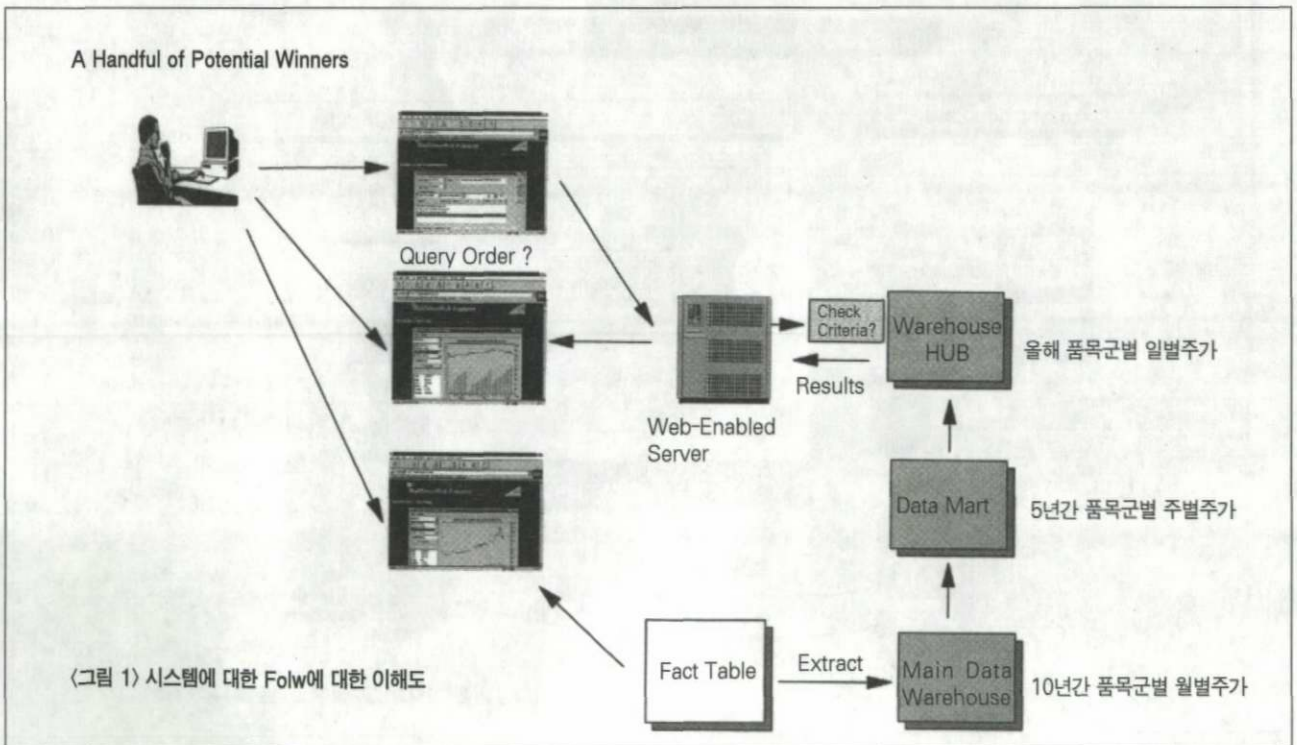 A Handful of Potential Winners
Query Order ?
Check
Criteria?
Warehouse
HUB
올해 품목군별 일별주가
Results
Web-Enabled
Server
Data Mart
5년간 품목군별 주별주가
Fact Table
Extract
Main Data
Warehouse
10년간 품목군별 월별주가
〈그림 1〉 시스템에 대한 Folw에 대한 이해도